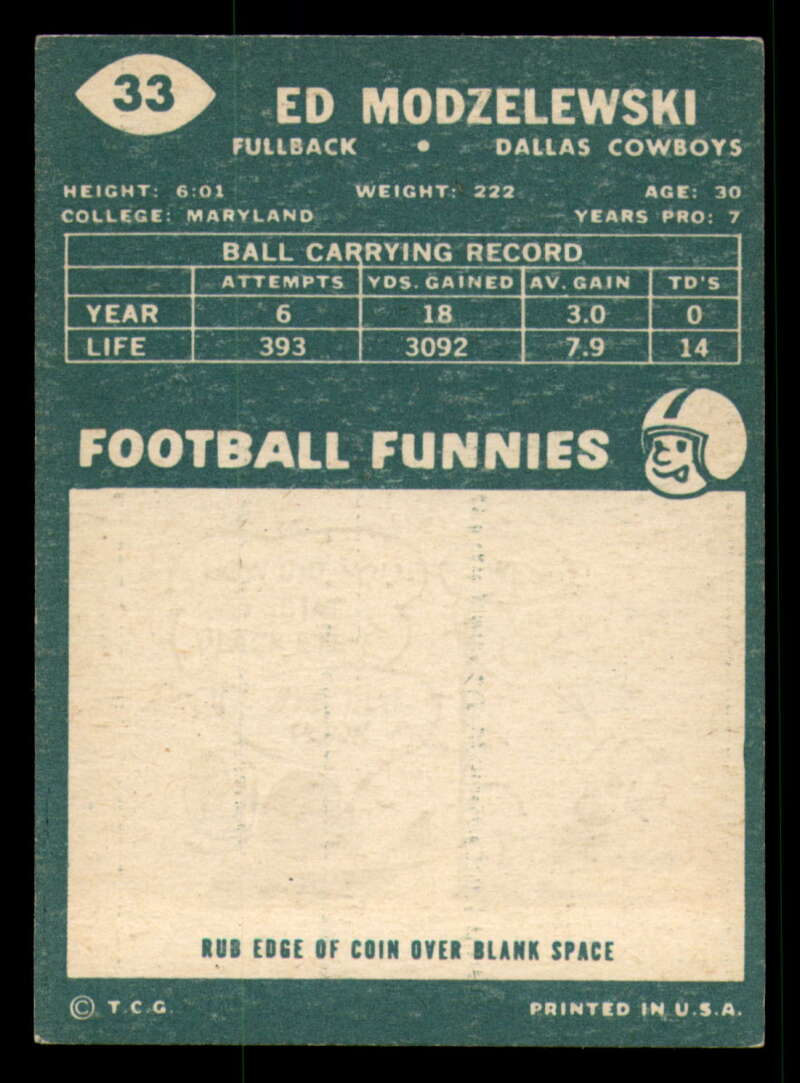 33
ED MODZELEWSKI
FULLBACK • DALLAS COWBOYS
HEIGHT: 6:01 WEIGHT: 222 AGE: 30
COLLEGE: MARYLAND YEARS PRO: 7
BALL CARRYING RECORD
ATTEMPTS YDS. GAINED AV. GAIN TD'S
YEAR 6 18 3.0 0
LIFE 393 3092 7.9 14
FOOTBALL FUNNIES
RUB EDGE OF COIN OVER BLANK SPACE
© T.C.G. PRINTED IN U.S.A.